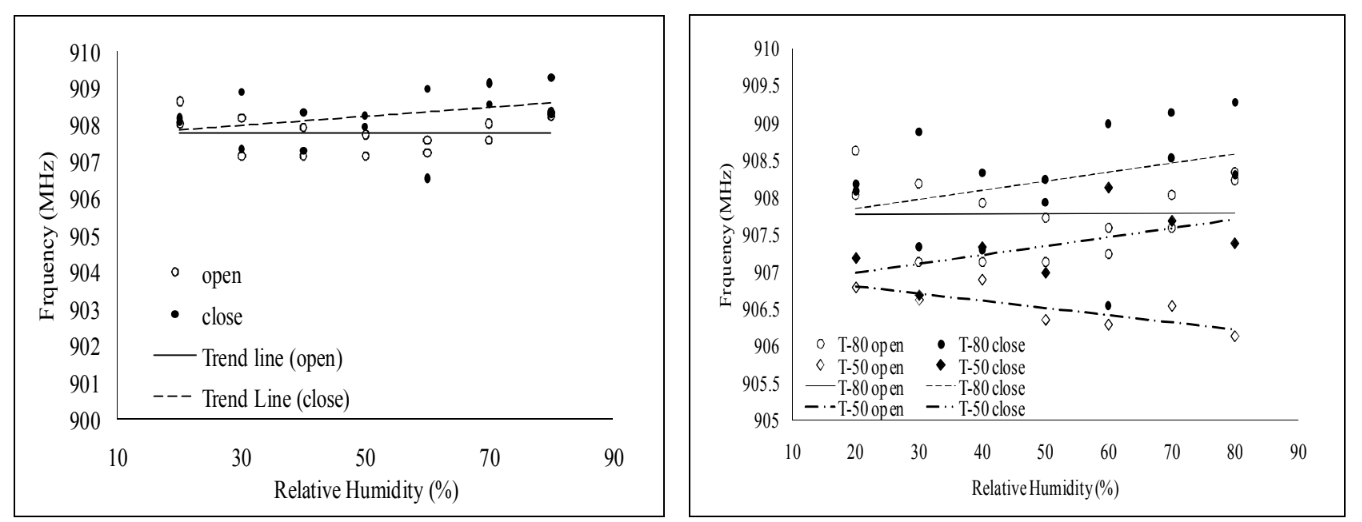 910
909
908
907
906
905
904
903
902
901
900
Frquency (MHz)
open
close
Trend line (open)
Trend Line (close)
10 30 50 70 90
Relative Humidity (%)
910
909.5
909
908.5
908
907.5
907
906.5
906
905.5
905
Frquency (MHz)
T-80 open T-80 close
T-50 open T-50 close
T-80 open T-80 close
T-50 open T-50 close
10 20 30 40 50 60 70 80 90
Relative Humidity (%)